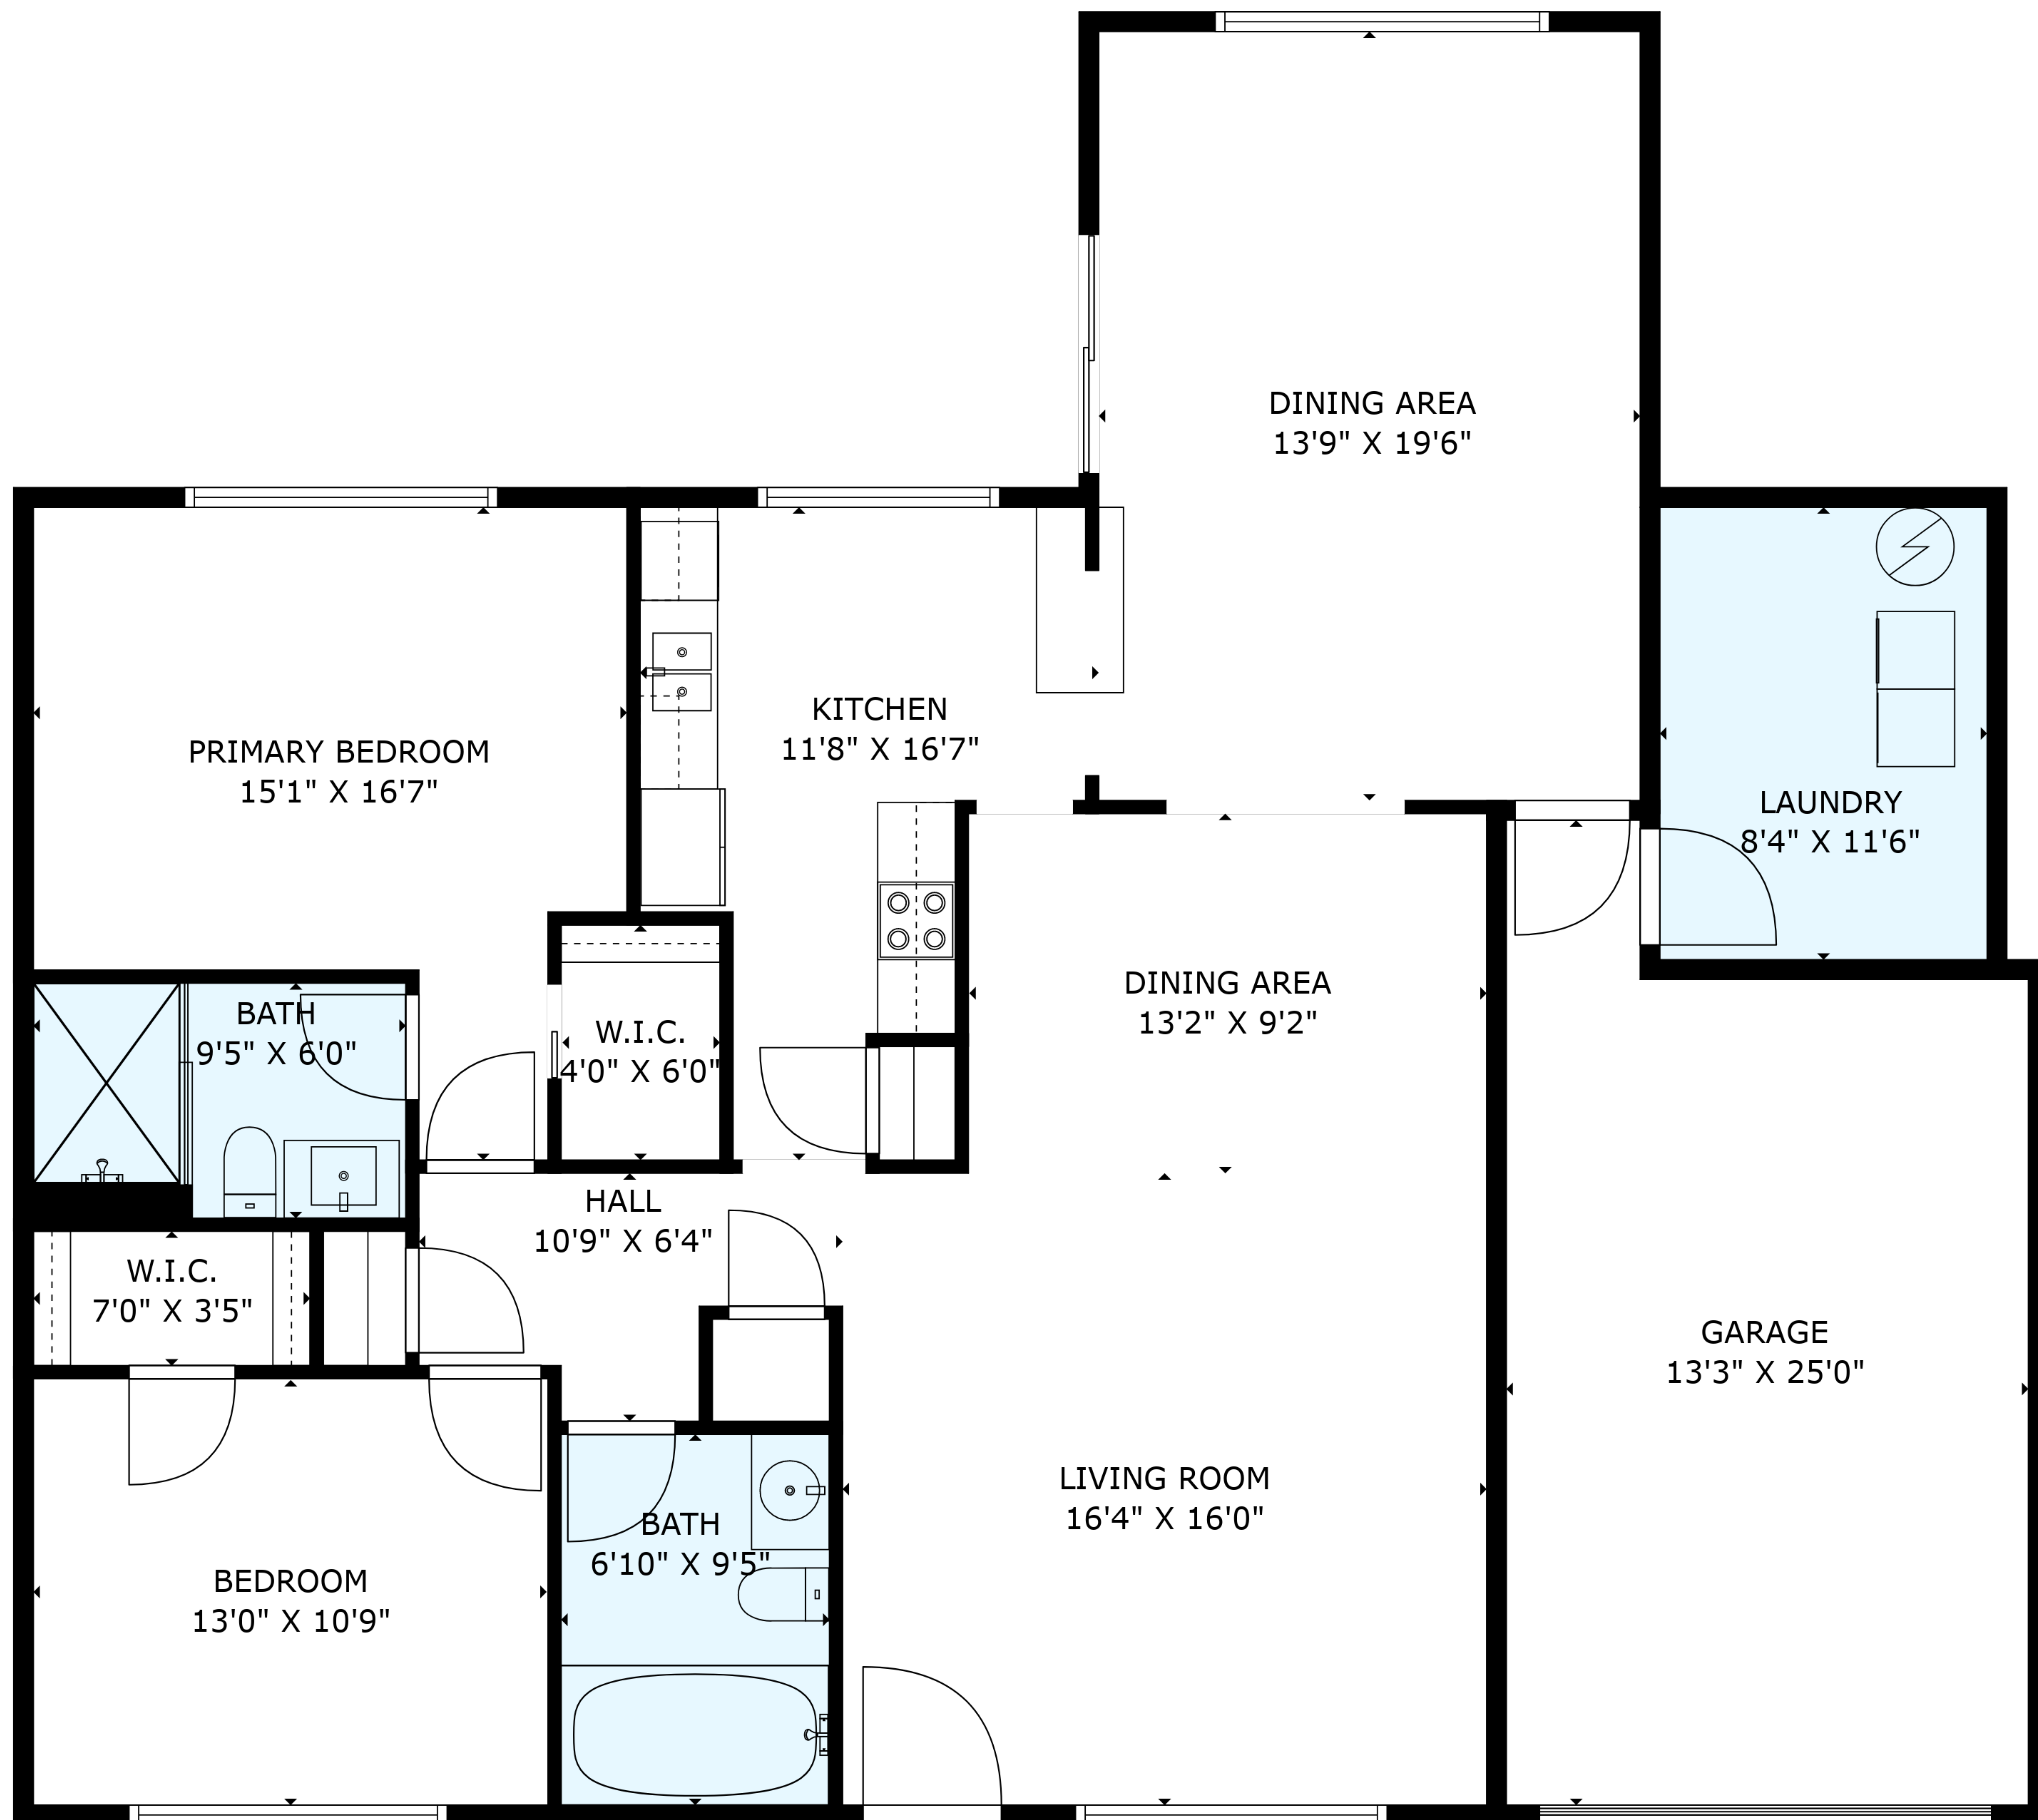 DINING AREA
13'9" X 19'6"
KITCHEN
11'8" X 16'7"
PRIMARY BEDROOM
15'1" X 16'7"
LAUNDRY
8'4" X 11'6"
DINING AREA
13'2" X 9'2"
BATH
9'5" X 6'0"
W.I.C.
4'0" X 6'0"
HALL
10'9" X 6'4"
W.I.C.
7'0" X 3'5"
GARAGE
13'3" X 25'0"
LIVING ROOM
16'4" X 16'0"
BATH
6'10" X 9'5"
BEDROOM
13'0" X 10'9"